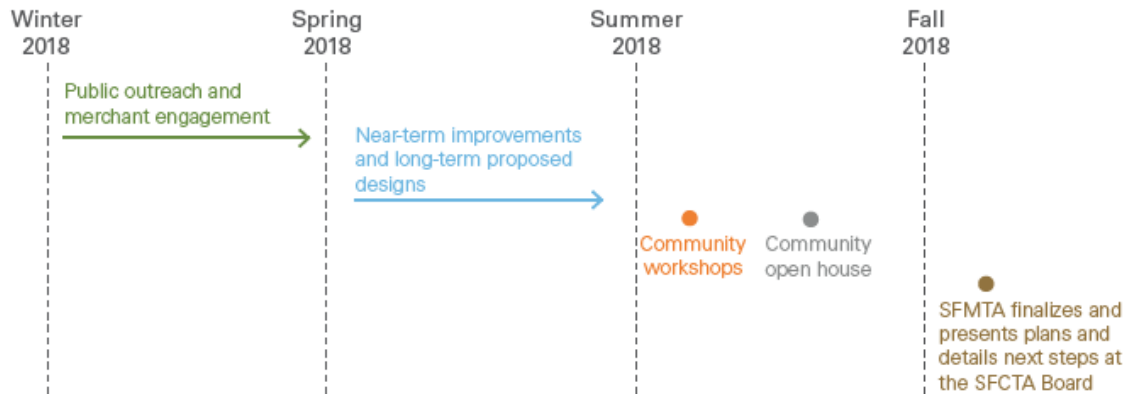 Winter
2018
Spring
2018
Summer
2018
Fall
2018
Public outreach and
merchant engagement
Near-term improvements
and long-term proposed
designs
Community
workshops
Community
open house
SFMTA finalizes and
presents plans and
details next steps at
the SFCTA Board